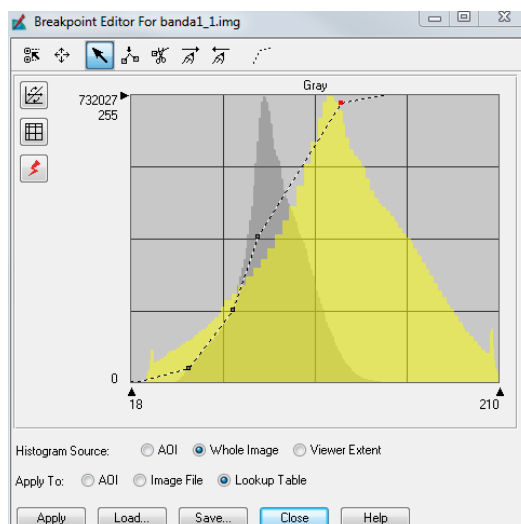 Breakpoint Editor For banda1_1.img
Gray
732027
255
0
18 210
Histogram Source: AOI Whole Image Viewer Extent
Apply To: AOI Image File Lookup Table
Apply Load... Save... Close Help